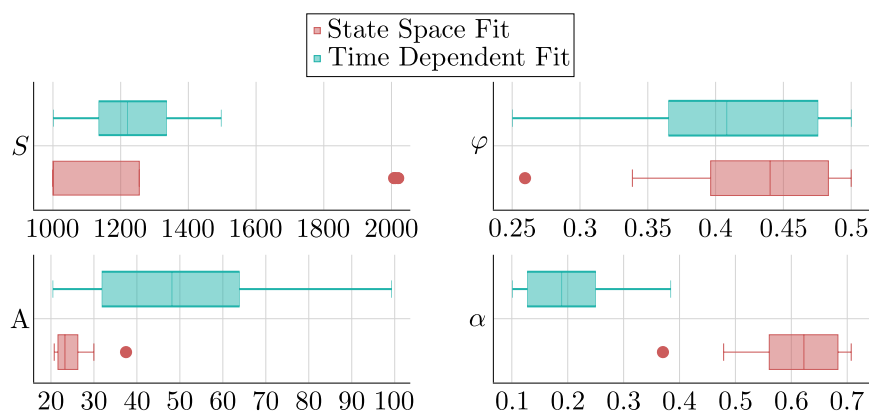 State Space Fit
Time Dependent Fit
S
1000 1200 1400 1600 1800 2000
φ
0.25 0.3 0.35 0.4 0.45 0.5
A
20 30 40 50 60 70 80 90 100
α
0.1 0.2 0.3 0.4 0.5 0.6 0.7